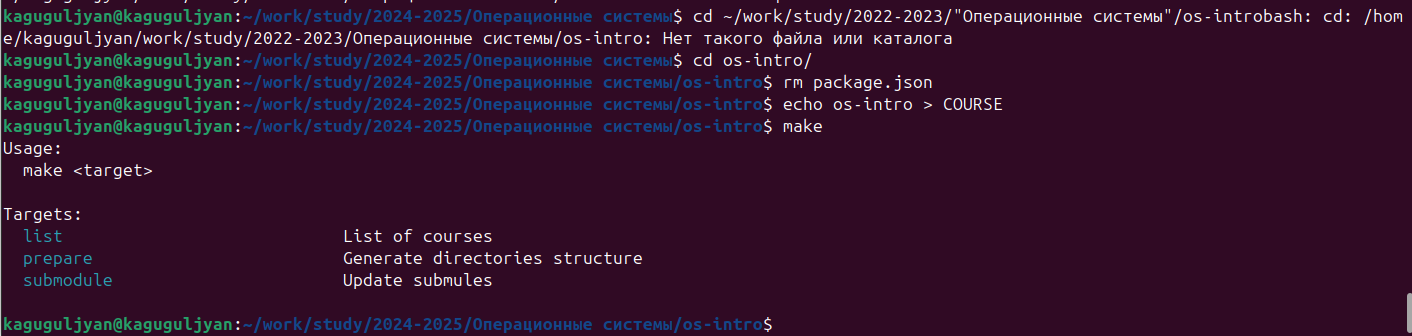 kaguguljyan@kaguguljyan:~/work/study/2024-2025/Операционные системы$ cd ~/work/study/2022-2023/"Операционные системы"/os-introbash: cd: /hom
e/kaguguljyan/work/study/2022-2023/Операционные системы/os-intro: Нет такого файла или каталога
kaguguljyan@kaguguljyan:~/work/study/2024-2025/Операционные системы$ cd os-intro/
kaguguljyan@kaguguljyan:~/work/study/2024-2025/Операционные системы/os-intro$ rm package.json
kaguguljyan@kaguguljyan:~/work/study/2024-2025/Операционные системы/os-intro$ echo os-intro > COURSE
kaguguljyan@kaguguljyan:~/work/study/2024-2025/Операционные системы/os-intro$ make
Usage:
  make <target>

Targets:
  list                            List of courses
  prepare                         Generate directories structure
  submodule                       Update submules

kaguguljyan@kaguguljyan:~/work/study/2024-2025/Операционные системы/os-intro$